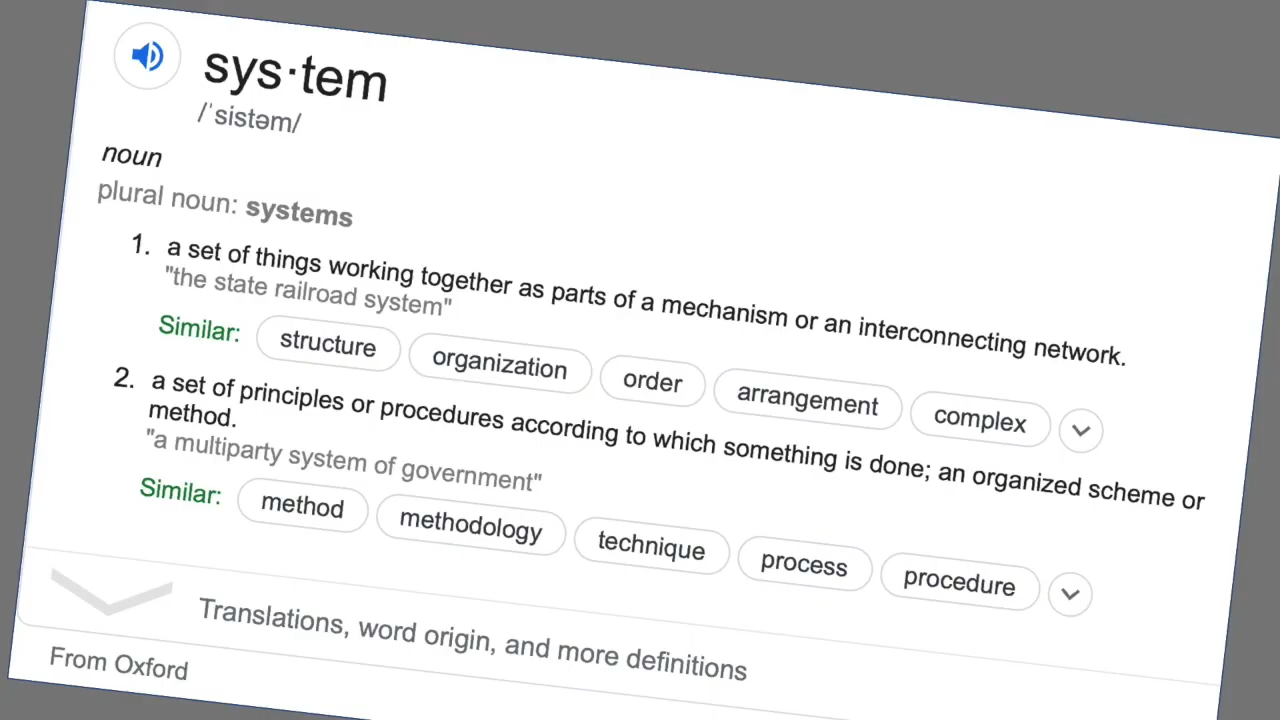 sys·tem
/ˈsistəm/
noun
plural noun: systems
1. a set of things working together as parts of a mechanism or an interconnecting network.
"the state railroad system"
Similar: structure organization order arrangement complex
2. a set of principles or procedures according to which something is done; an organized scheme or
method.
"a multiparty system of government"
Similar: method methodology technique process procedure
Translations, word origin, and more definitions
From Oxford